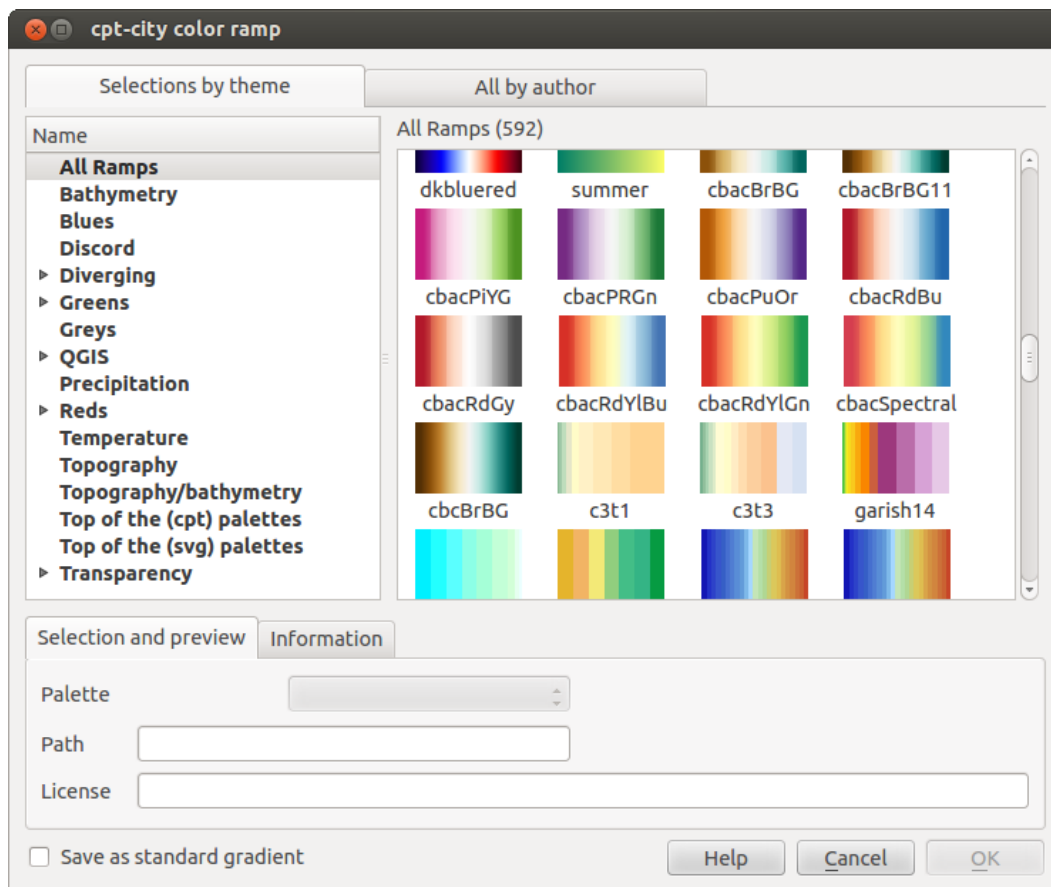 cpt-city color ramp
Selections by theme
All by author
Name
All Ramps
Bathymetry
Blues
Discord
Diverging
Greens
Greys
QGIS
Precipitation
Reds
Temperature
Topography
Topography/bathymetry
Top of the (cpt) palettes
Top of the (svg) palettes
Transparency
All Ramps (592)
dkbluered summer cbacBrBG cbacBrBG11
cbacPiYG cbacPRGn cbacPuOr cbacRdBu
cbacRdGy cbacRdYlBu cbacRdYlGn cbacSpectral
cbcBrBG c3t1 c3t3 garish14
Selection and preview
Information
Palette
Path
License
Save as standard gradient
Help
Cancel
OK